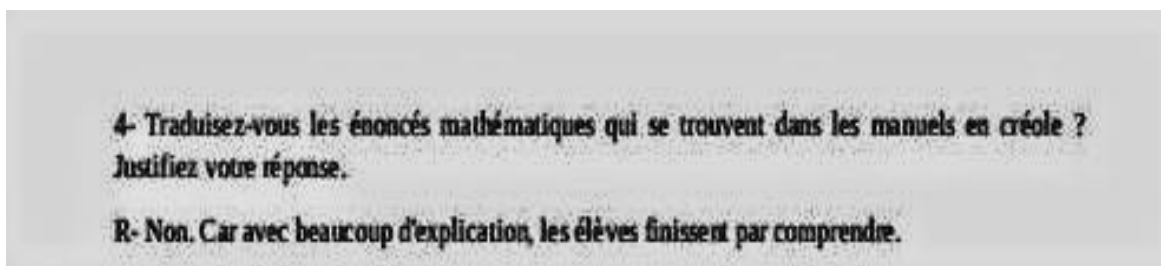 4- Traduisez-vous les énoncés mathématiques qui se trouvent dans les manuels en créole ?
Justifiez votre réponse.
R- Non. Car avec beaucoup d'explication, les élèves finissent par comprendre.